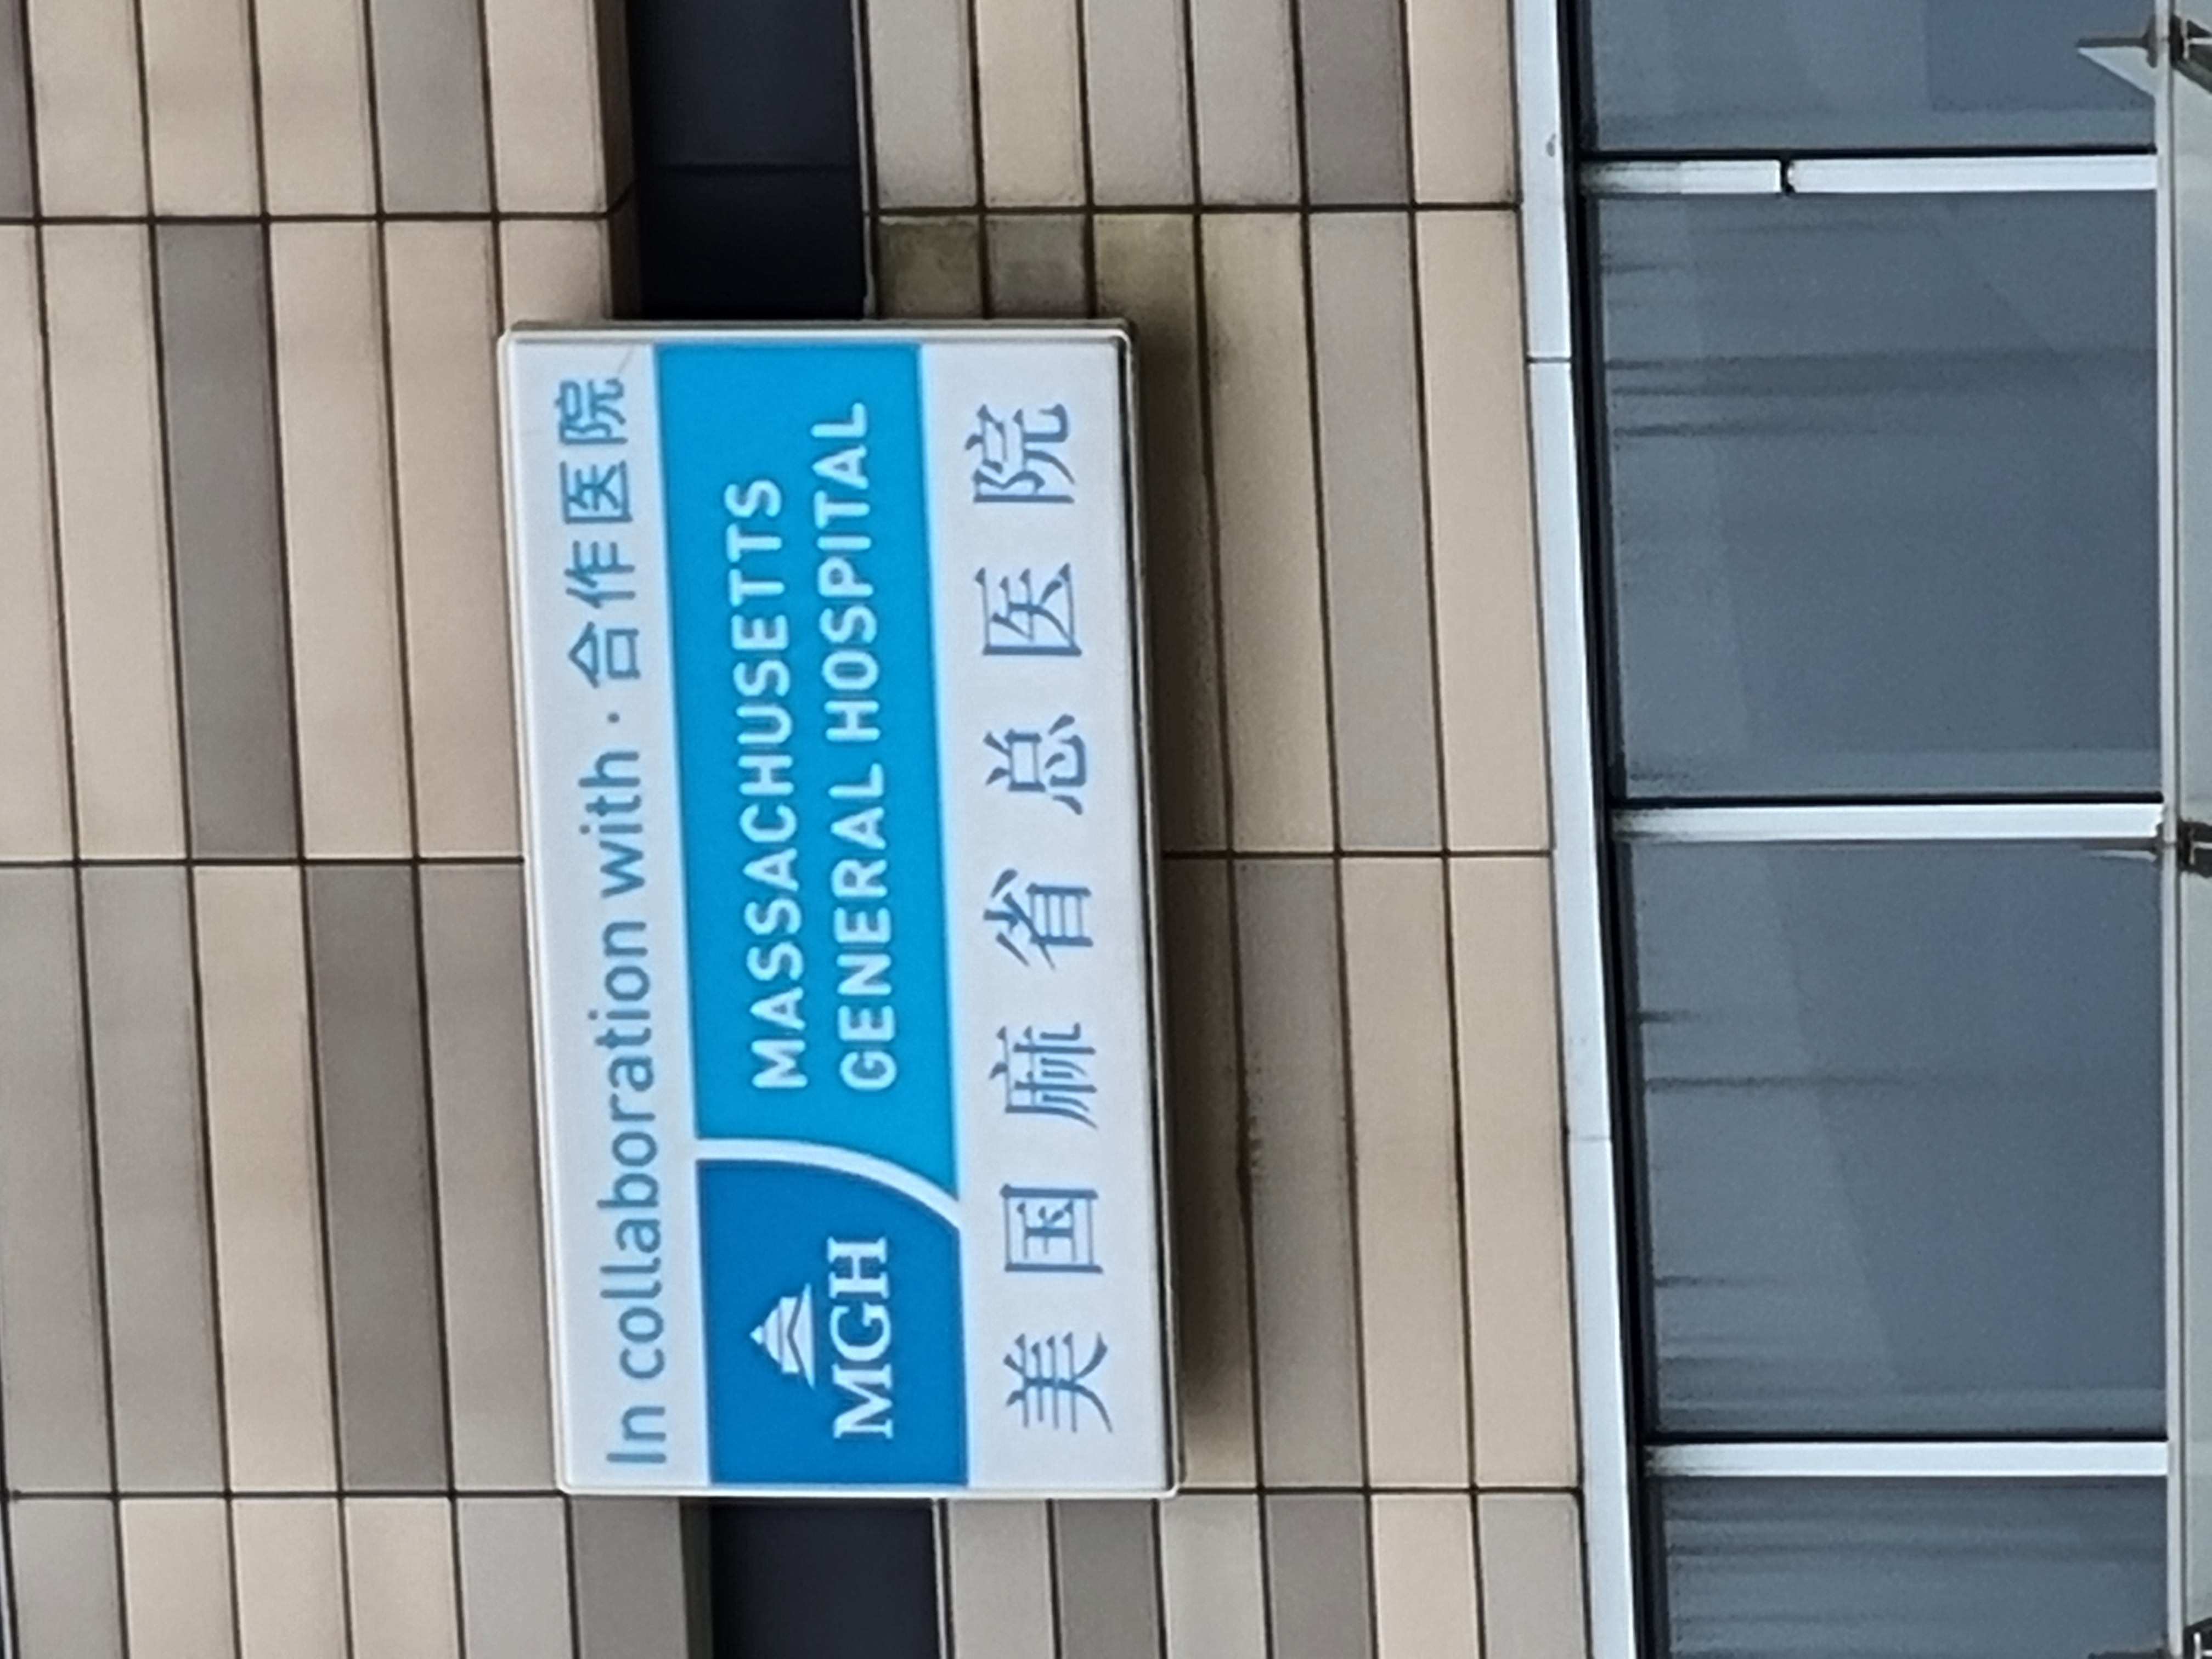 In collaboration with · 合作医院
MGH
MASSACHUSETTS
GENERAL HOSPITAL
美国麻省总医院